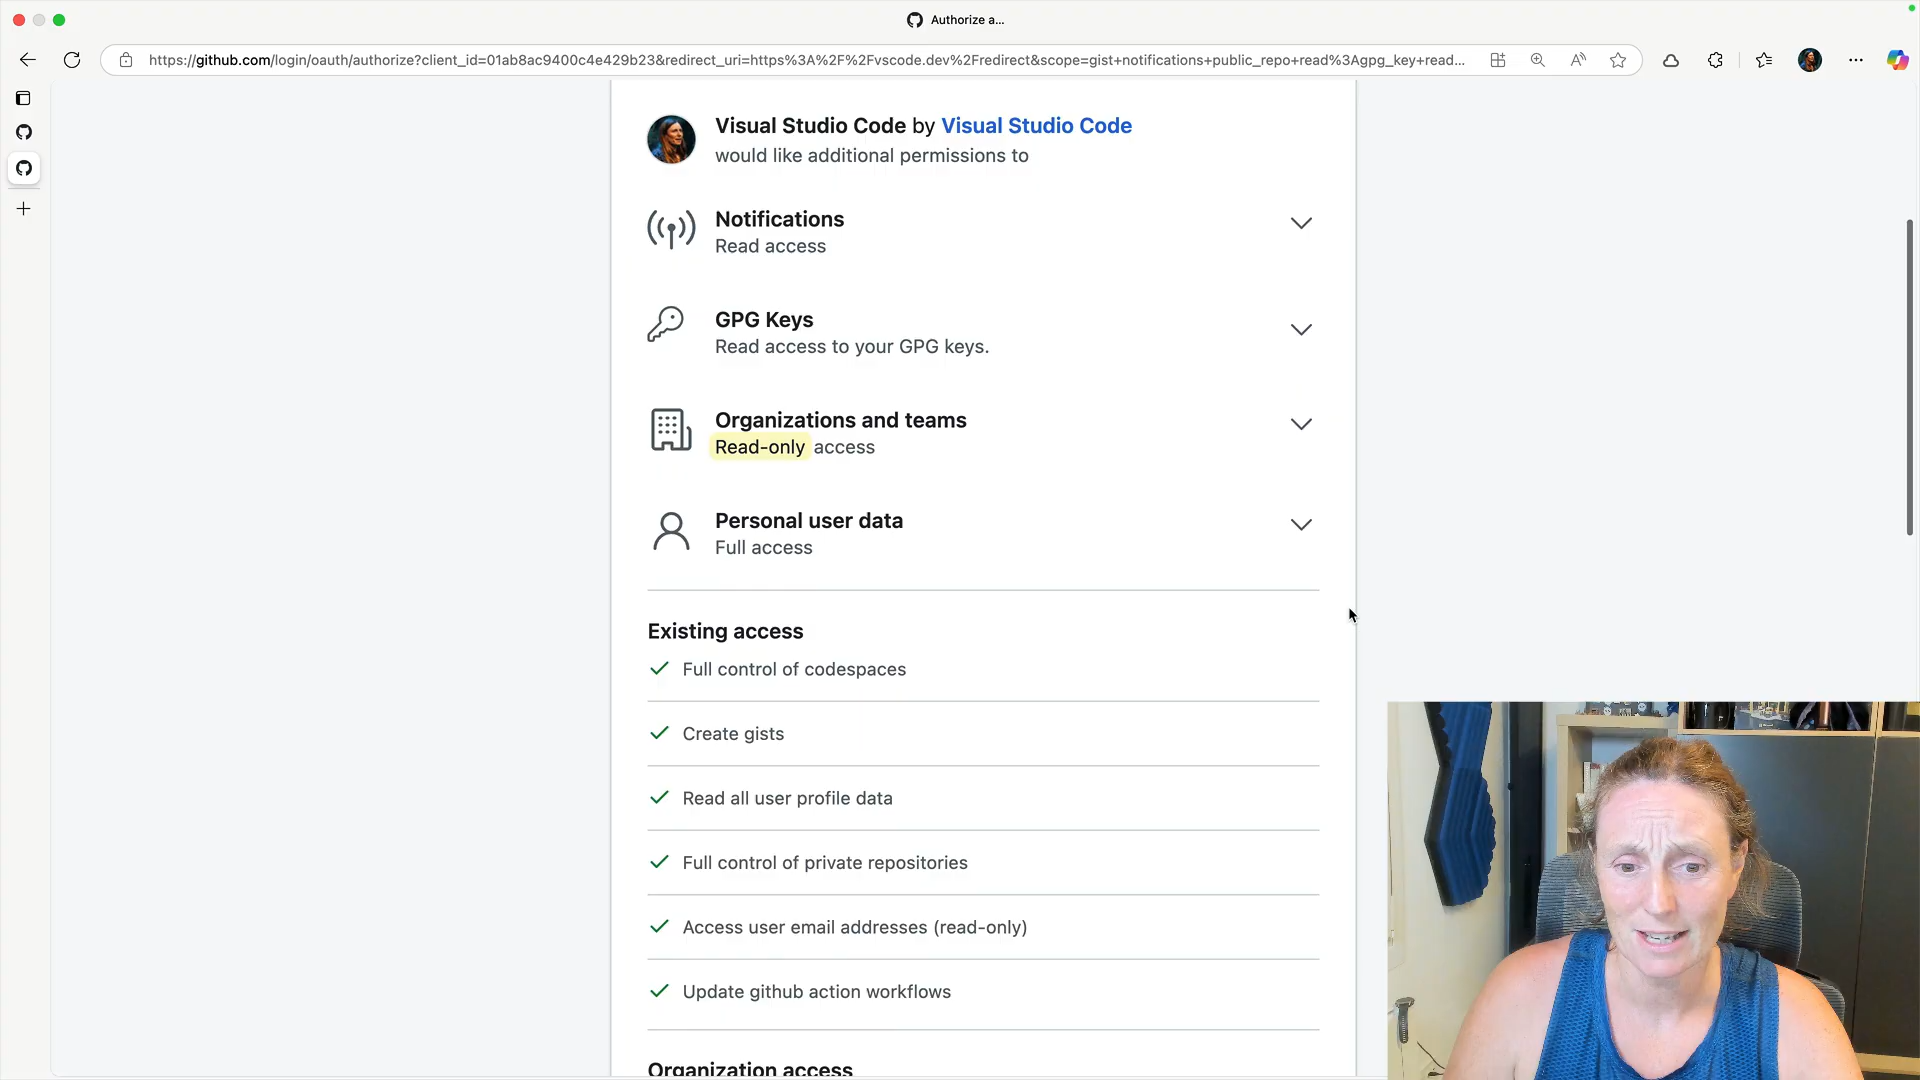 Authorize a...
https://github.com/login/oauth/authorize?client_id=01ab8ac9400c4e429b23&redirect_uri=https%3A%2F%2Fvscode.dev%2Fredirect&scope=gist+notifications+public_repo+read%3Agpg_key+read...
Visual Studio Code by Visual Studio Code
would like additional permissions to
Notifications
Read access
GPG Keys
Read access to your GPG keys.
Organizations and teams
Read-only access
Personal user data
Full access
Existing access
Full control of codespaces
Create gists
Read all user profile data
Full control of private repositories
Access user email addresses (read-only)
Update github action workflows
Organization access